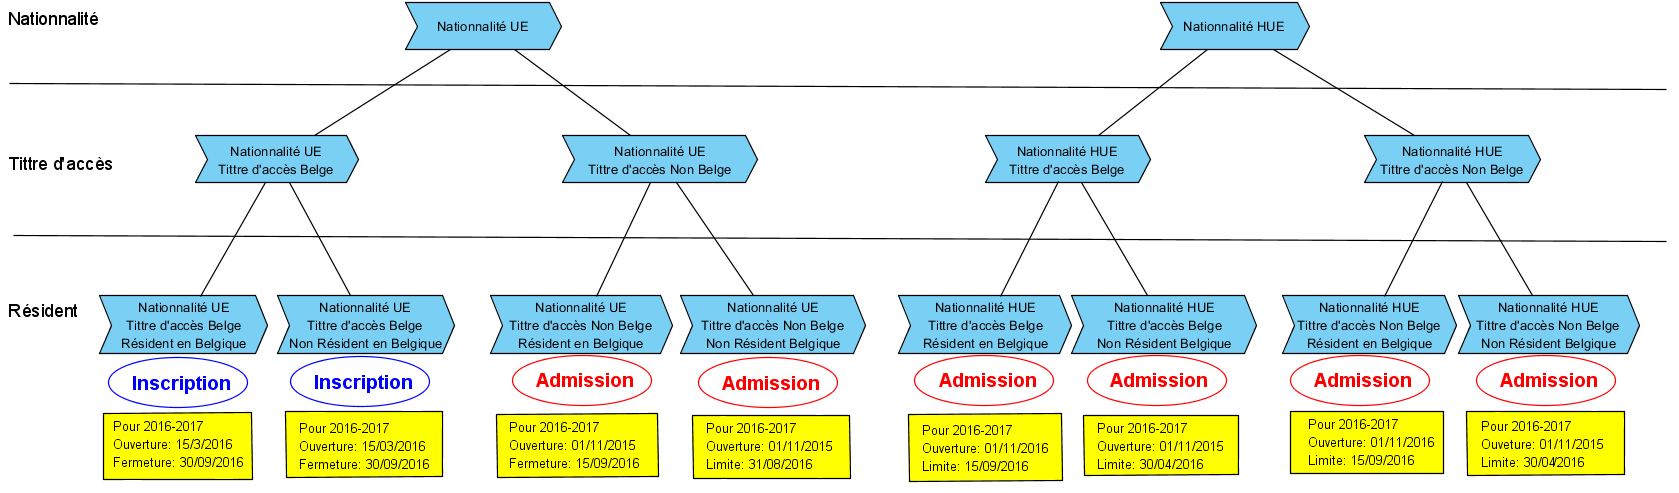 Nationnalité
Nationnalité UE
Nationnalité HUE
Tittre d'accès
Nationnalité UE
Tittre d'accès Belge
Nationnalité UE
Tittre d'accès Non Belge
Nationnalité HUE
Tittre d'accès Belge
Nationnalité HUE
Tittre d'accès Non Belge
Résident
Nationnalité UE
Tittre d'accès Belge
Résident en Belgique
Nationnalité UE
Tittre d'accès Belge
Non Résident en Belgique
Nationnalité UE
Tittre d'accès Non Belge
Résident en Belgique
Nationnalité UE
Tittre d'accès Non Belge
Non Résident Belgique
Nationnalité HUE
Tittre d'accès Belge
Résident en Belgique
Nationnalité HUE
Tittre d'accès Belge
Non Résident Belgique
Nationnalité HUE
Tittre d'accès Non Belge
Résident en Belgique
Nationnalité HUE
Tittre d'accès Non Belge
Non Résident Belgique
Inscription
Inscription
Admission
Admission
Admission
Admission
Admission
Admission
Pour 2016-2017
Ouverture: 15/3/2016
Fermeture: 30/09/2016
Pour 2016-2017
Ouverture: 15/03/2016
Fermeture: 30/09/2016
Pour 2016-2017
Ouverture: 01/11/2015
Fermeture: 15/09/2016
Pour 2016-2017
Ouverture: 01/11/2015
Limite: 31/08/2016
Pour 2016-2017
Ouverture: 01/11/2016
Limite: 15/09/2016
Pour 2016-2017
Ouverture: 01/11/2015
Limite: 30/04/2016
Pour 2016-2017
Ouverture: 01/11/2016
Limite: 15/09/2016
Pour 2016-2017
Ouveture: 01/11/2015
Limite: 30/04/2016